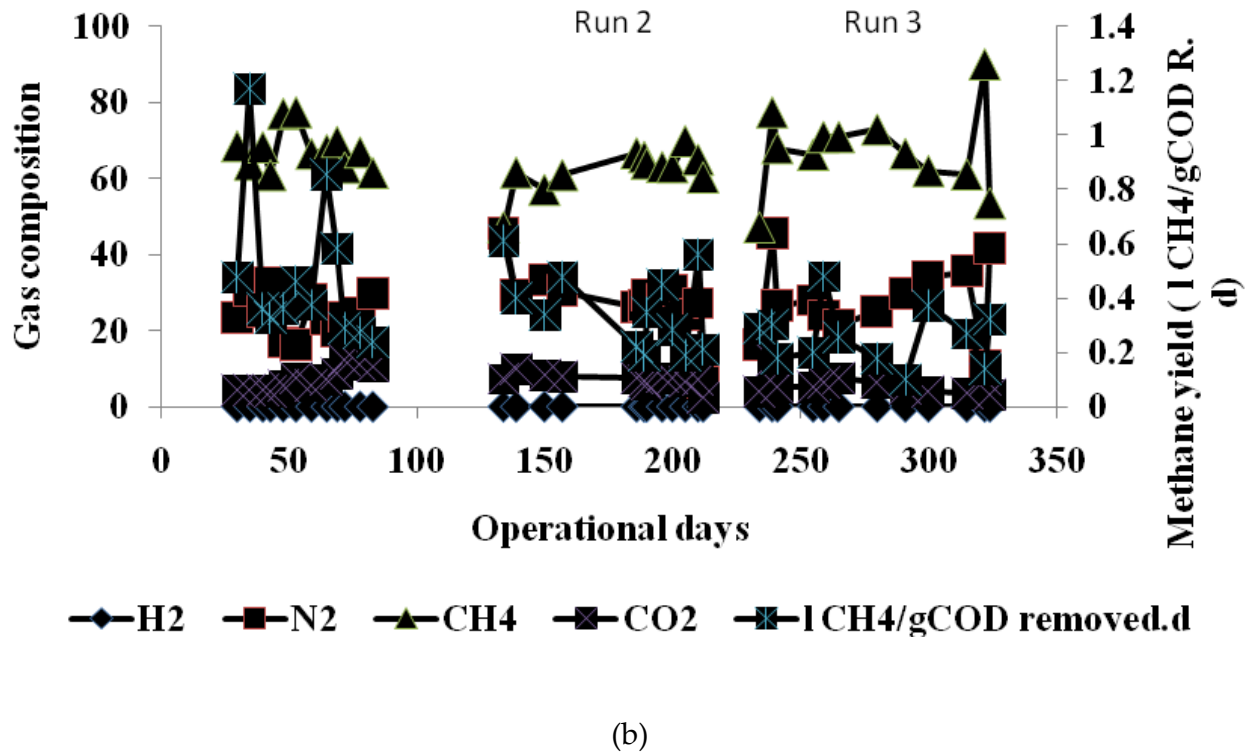 Run 2 Run 3
Gas composition
100
80
60
40
20
0
1.4
1.2
1
0.8
0.6
0.4
0.2
0
Methane yield ( l CH4/gCOD R.
d)
0 50 100 150 200 250 300 350
Operational days
H2 N2 CH4 CO2 l CH4/gCOD removed.d
(b)